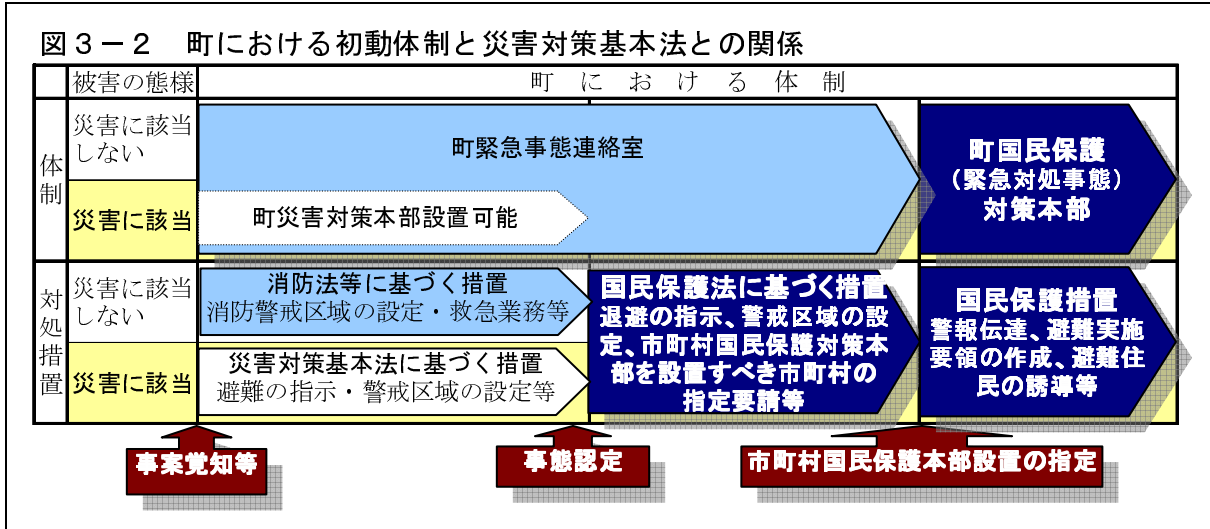 図３－２　町における初動体制と災害対策基本法との関係
被害の態様
町における体制
体制
災害に該当
しない
町緊急事態連絡室
町国民保護
（緊急対処事態）
対策本部
災害に該当
町災害対策本部設置可能
対処措置
災害に該当
しない
消防法等に基づく措置
消防警戒区域の設定・救急業務等
国民保護法に基づく措置
退避の指示、警戒区域の設
定、市町村国民保護対策本
部を設置すべき市町村の
指定要請等
国民保護措置
警報伝達、避難実施
要領の作成、避難住
民の誘導等
災害に該当
災害対策基本法に基づく措置
避難の指示・警戒区域の設定等
事案覚知等
事態認定
市町村国民保護本部設置の指定